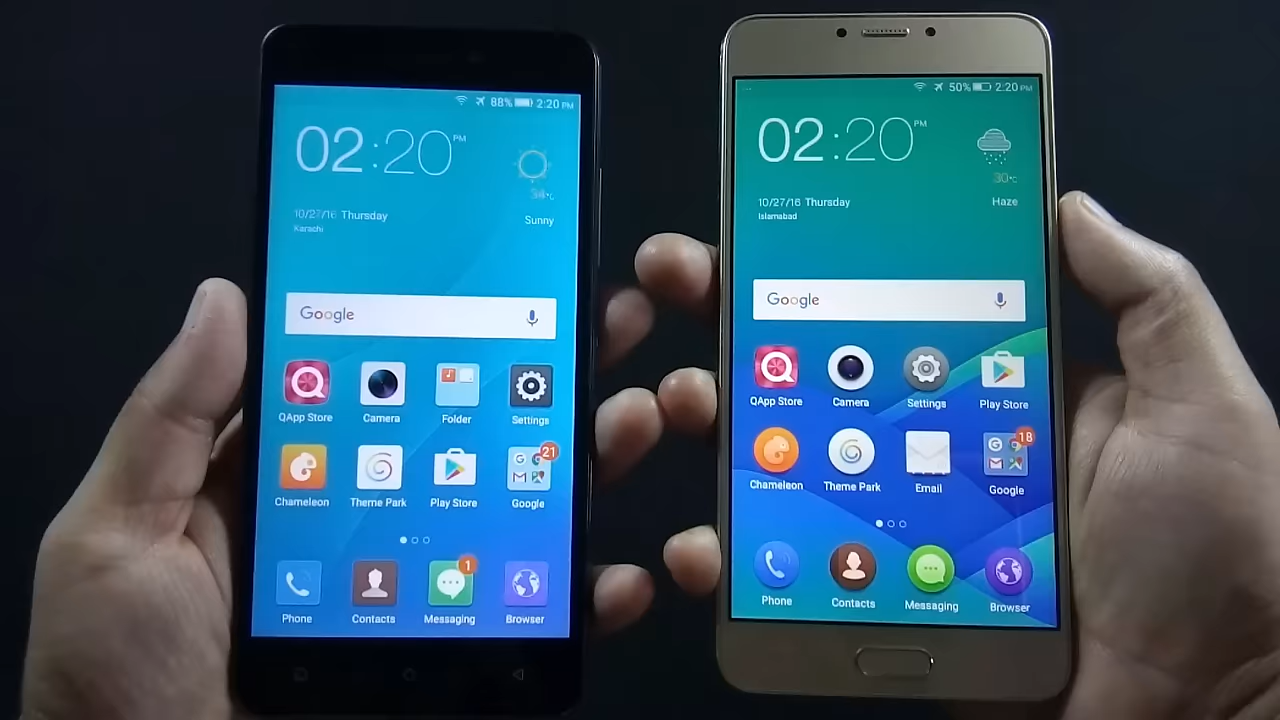 88% 2:20 PM
02:20 PM
10/27/16 Thursday
Karachi
34°C
Sunny
Google
QApp Store
Camera
Folder
Settings
21
Chameleon
Theme Park
Play Store
Google
1
Phone
Contacts
Messaging
Browser
50% 2:20 PM
02:20 PM
10/27/16 Thursday
Islamabad
30°C
Haze
Google
QApp Store
Camera
Settings
Play Store
18
Chameleon
Theme Park
Email
Google
Phone
Contacts
Messaging
Browser